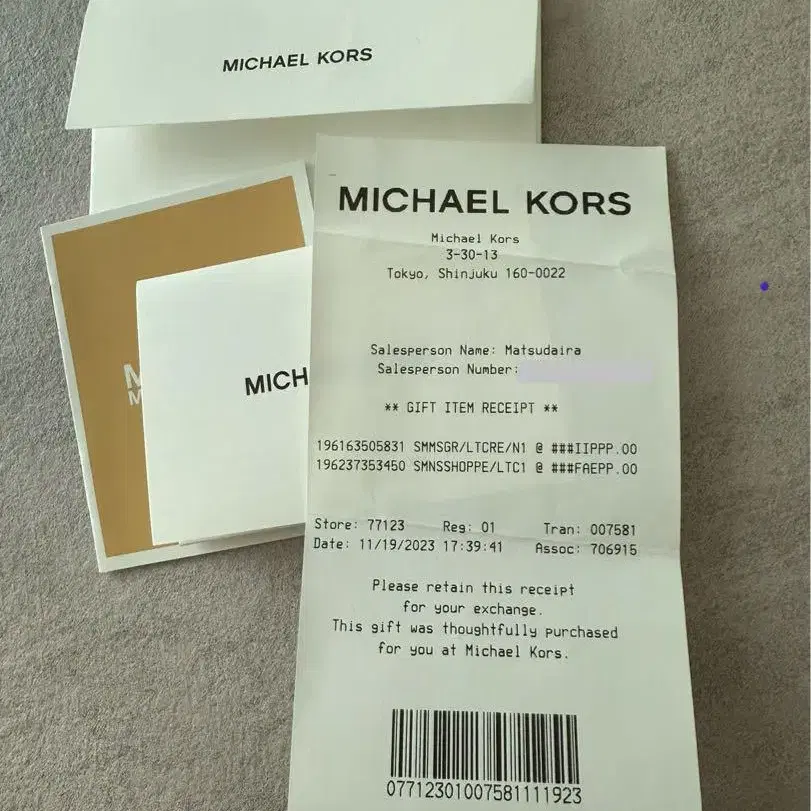 MICHAEL KORS
MICHAEL KORS
Michael Kors
3-30-13
Tokyo, Shinjuku 160-0022
Salesperson Name: Matsudaira
Salesperson Number:
** GIFT ITEM RECEIPT **
196163505831 SMMSGR/LTCRE/N1 @ ###IIPPP.00
196237353450 SMNSSHOPPE/LTC1 @ ###FAEPP.00
Store: 77123 Reg: 01 Tran: 007581
Date: 11/19/2023 17:39:41 Assoc: 706915
Please retain this receipt
for your exchange.
This gift was thoughtfully purchased
for you at Michael Kors.
07712301007581111923
MICH
M
M